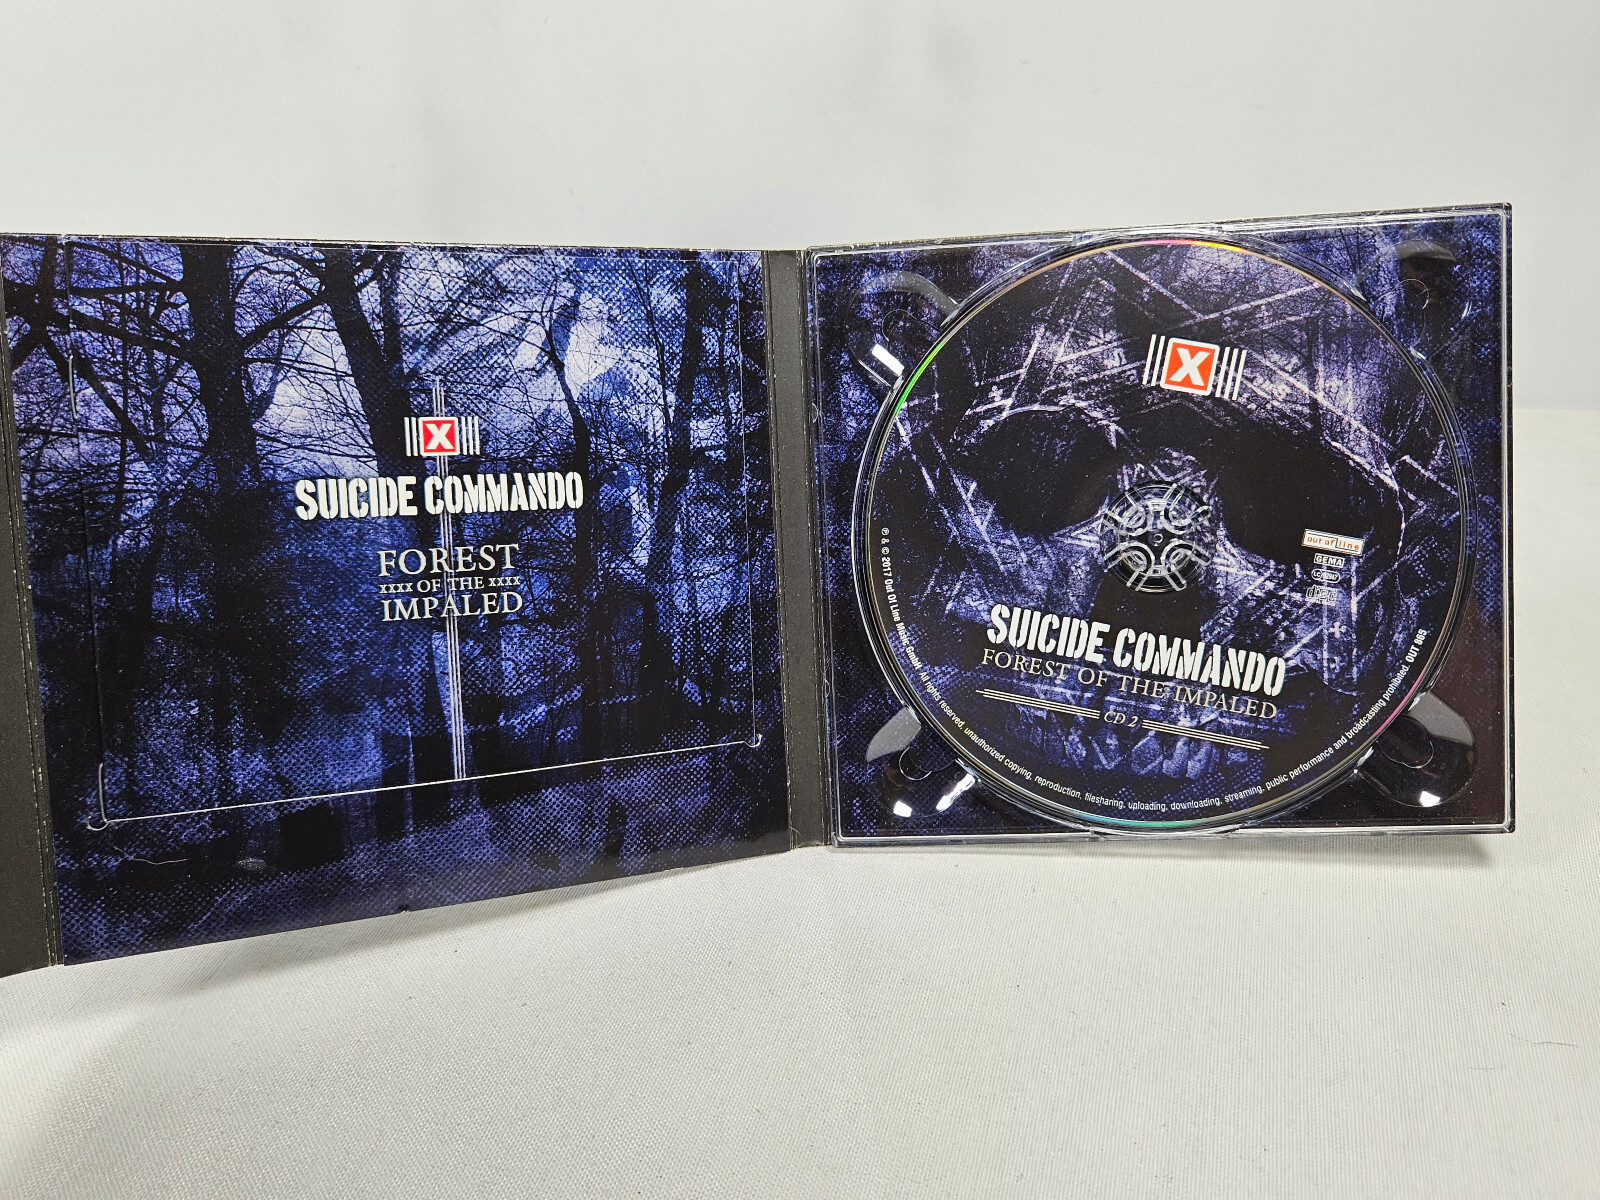 X
SUICIDE COMMANDO
FOREST
xxxx OF THE xxxx
IMPALED
X
out of line
GEMA
SUICIDE COMMANDO
FOREST OF THE IMPALED
CD 2
℗ & © 2017 Out Of Line Music GmbH. All rights reserved, unauthorized copying, reproduction, filesharing, uploading, downloading, streaming, public performance and broadcasting prohibited. OUT 865